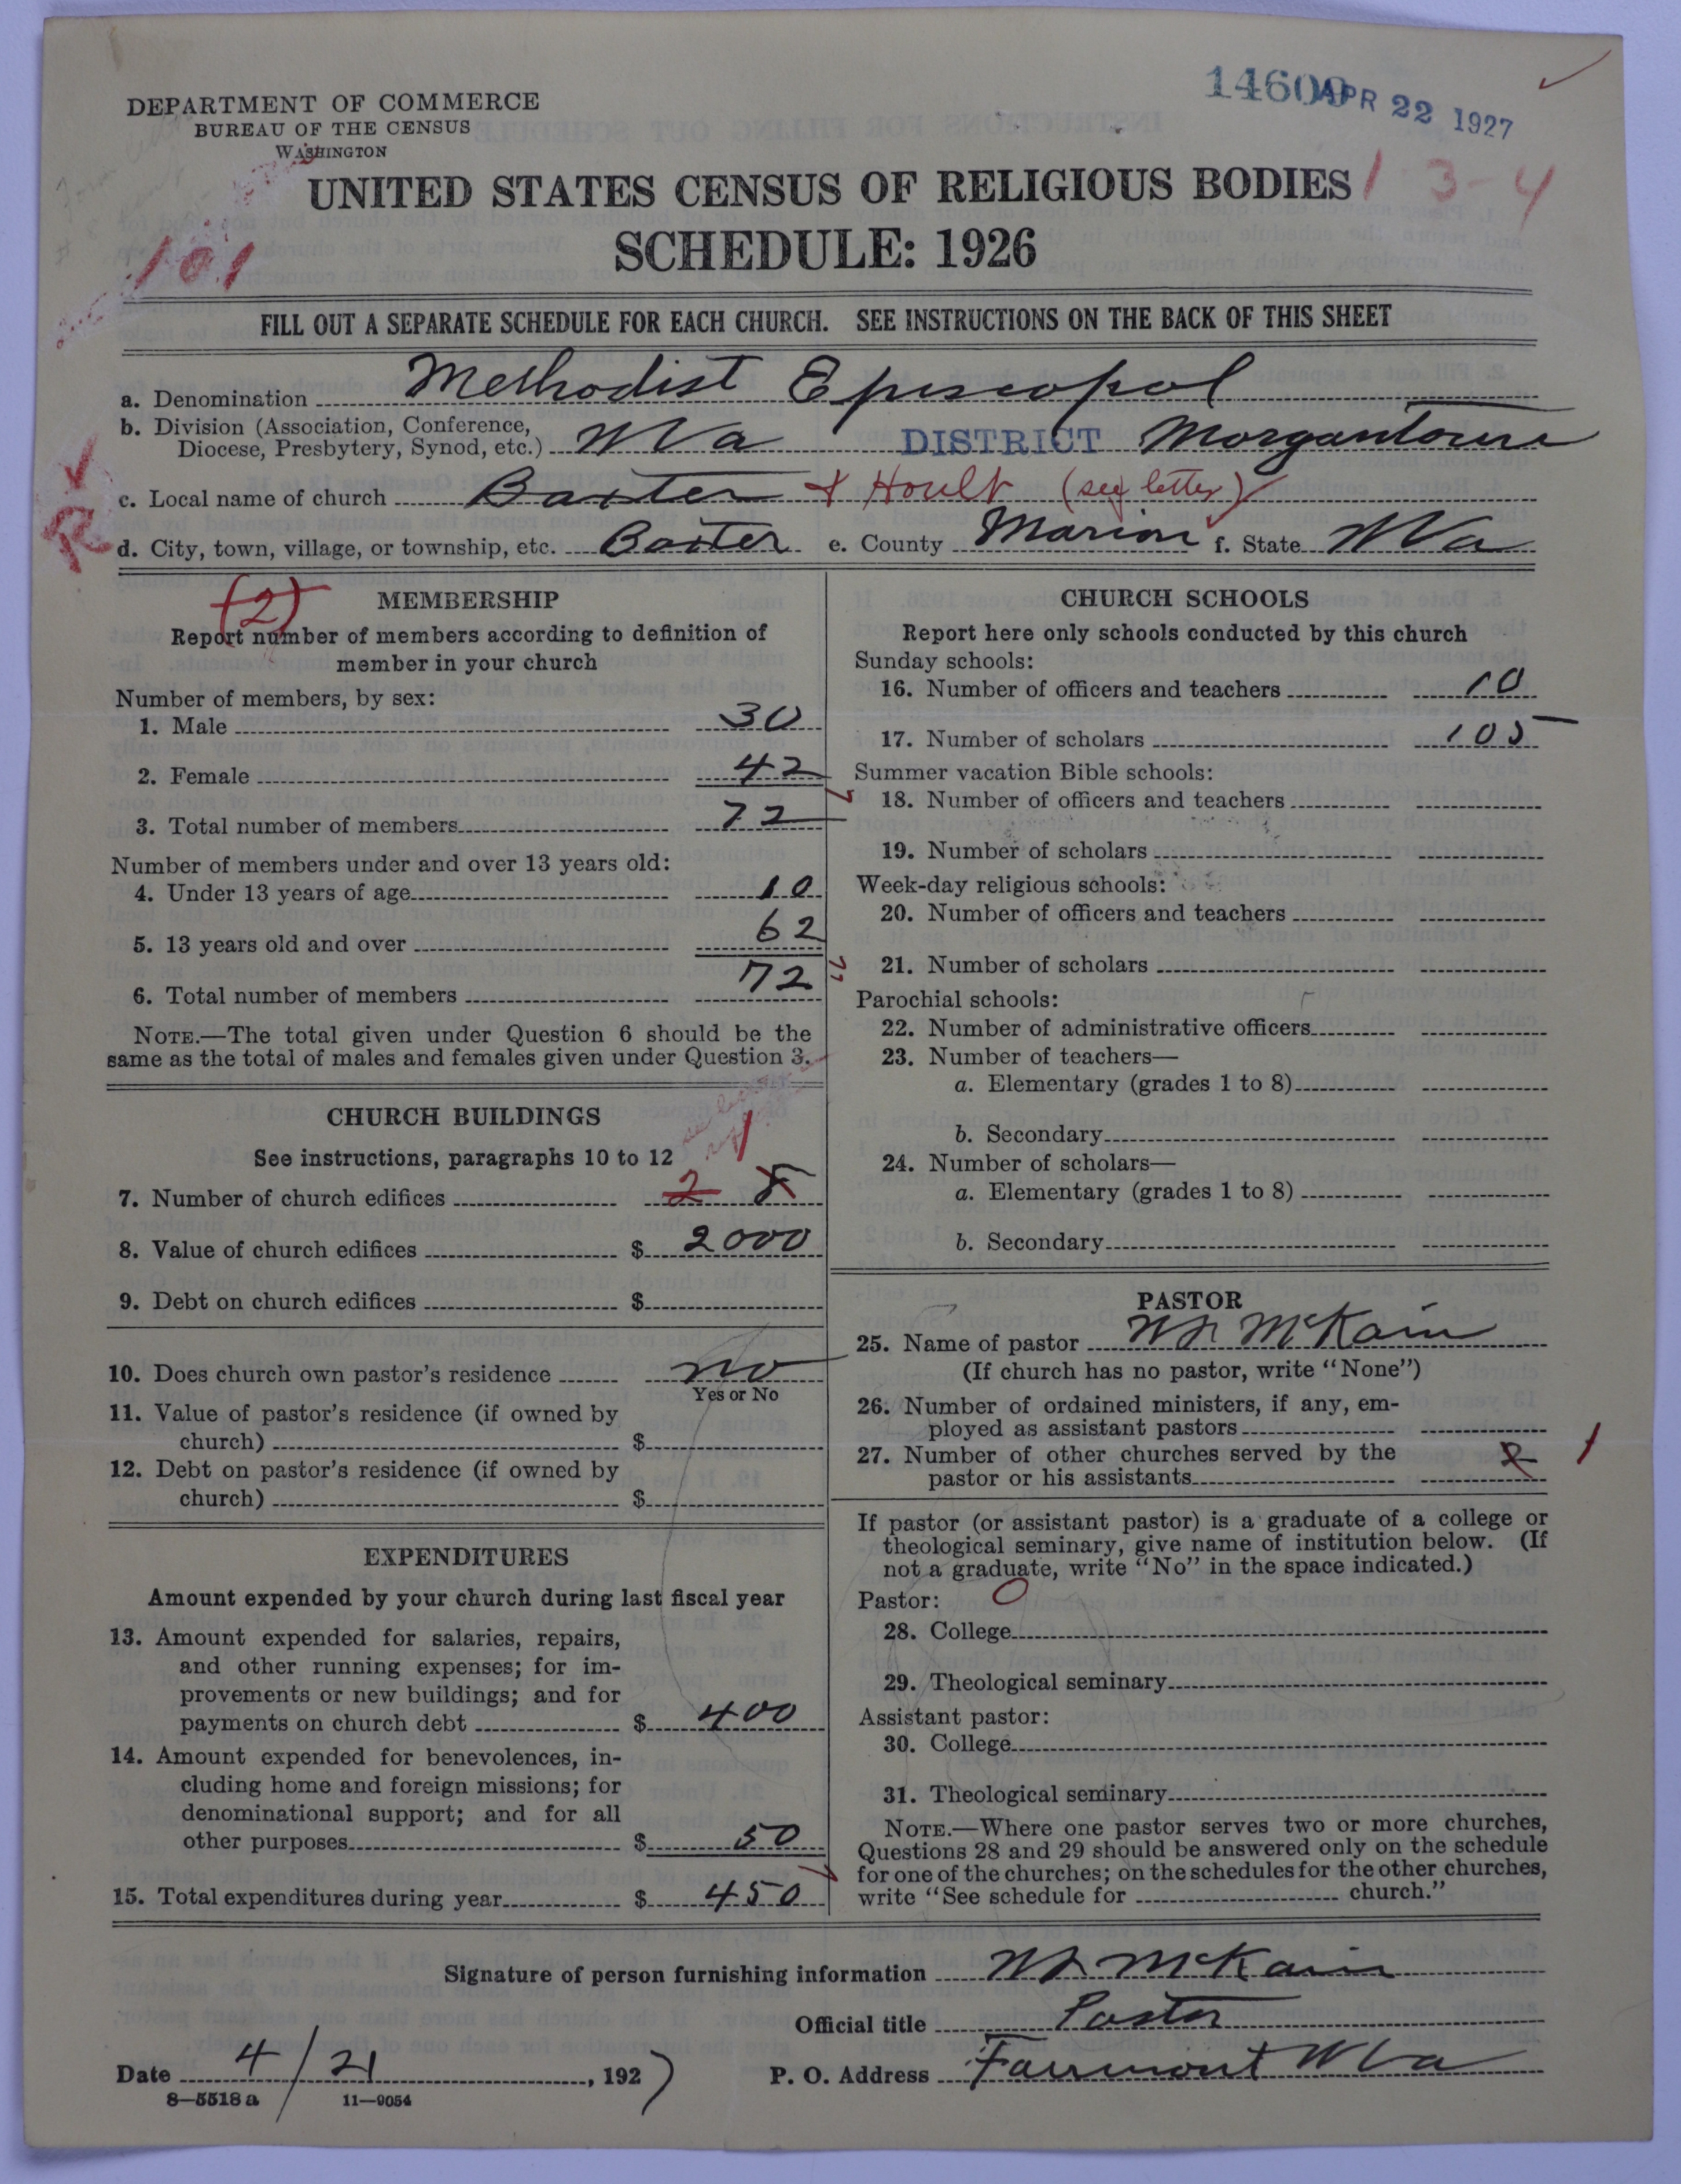 14609 APR 22 1927
DEPARTMENT OF COMMERCE
BUREAU OF THE CENSUS
WASHINGTON
UNITED STATES CENSUS OF RELIGIOUS BODIES 1 3-4
SCHEDULE: 1926
101
FILL OUT A SEPARATE SCHEDULE FOR EACH CHURCH. SEE INSTRUCTIONS ON THE BACK OF THIS SHEET
a. Denomination Methodist Episcopal
b. Division (Association, Conference,
Diocese, Presbytery, Synod, etc.) W Va DISTRICT Morgantown
c. Local name of church Baxter & Hoult (see letter)
R
d. City, town, village, or township, etc. Baxter e. County Marion f. State W Va
(2)
MEMBERSHIP
Report number of members according to definition of
member in your church
Number of members, by sex:
1. Male 30
2. Female 42
3. Total number of members 72
Number of members under and over 13 years old:
4. Under 13 years of age 10
5. 13 years old and over 62
6. Total number of members 72
NOTE.—The total given under Question 6 should be the
same as the total of males and females given under Question 3.
CHURCH BUILDINGS
See instructions, paragraphs 10 to 12
1
7. Number of church edifices 2
8. Value of church edifices $ 2000
9. Debt on church edifices $
10. Does church own pastor's residence no
Yes or No
11. Value of pastor's residence (if owned by
church) $
12. Debt on pastor's residence (if owned by
church) $
EXPENDITURES
Amount expended by your church during last fiscal year
13. Amount expended for salaries, repairs,
and other running expenses; for im-
provements or new buildings; and for
payments on church debt $ 400
14. Amount expended for benevolences, in-
cluding home and foreign missions; for
denominational support; and for all
other purposes $ 50
15. Total expenditures during year $ 450
CHURCH SCHOOLS
Report here only schools conducted by this church
Sunday schools:
16. Number of officers and teachers 10
17. Number of scholars 105
Summer vacation Bible schools:
18. Number of officers and teachers
19. Number of scholars
Week-day religious schools:
20. Number of officers and teachers
21. Number of scholars
Parochial schools:
22. Number of administrative officers
23. Number of teachers—
a. Elementary (grades 1 to 8)
b. Secondary
24. Number of scholars—
a. Elementary (grades 1 to 8)
b. Secondary
PASTOR
25. Name of pastor McKain
(If church has no pastor, write "None")
26. Number of ordained ministers, if any, em-
ployed as assistant pastors
27. Number of other churches served by the
pastor or his assistants 2 1
If pastor (or assistant pastor) is a graduate of a college or
theological seminary, give name of institution below. (If
not a graduate, write "No" in the space indicated.)
Pastor: 0
28. College
29. Theological seminary
Assistant pastor:
30. College
31. Theological seminary
NOTE.—Where one pastor serves two or more churches,
Questions 28 and 29 should be answered only on the schedule
for one of the churches; on the schedules for the other churches,
write "See schedule for church."
Signature of person furnishing information McKain
Official title Pastor
Date 4/21, 1927 P. O. Address Fairmont W Va
8—5518 a 11—9054